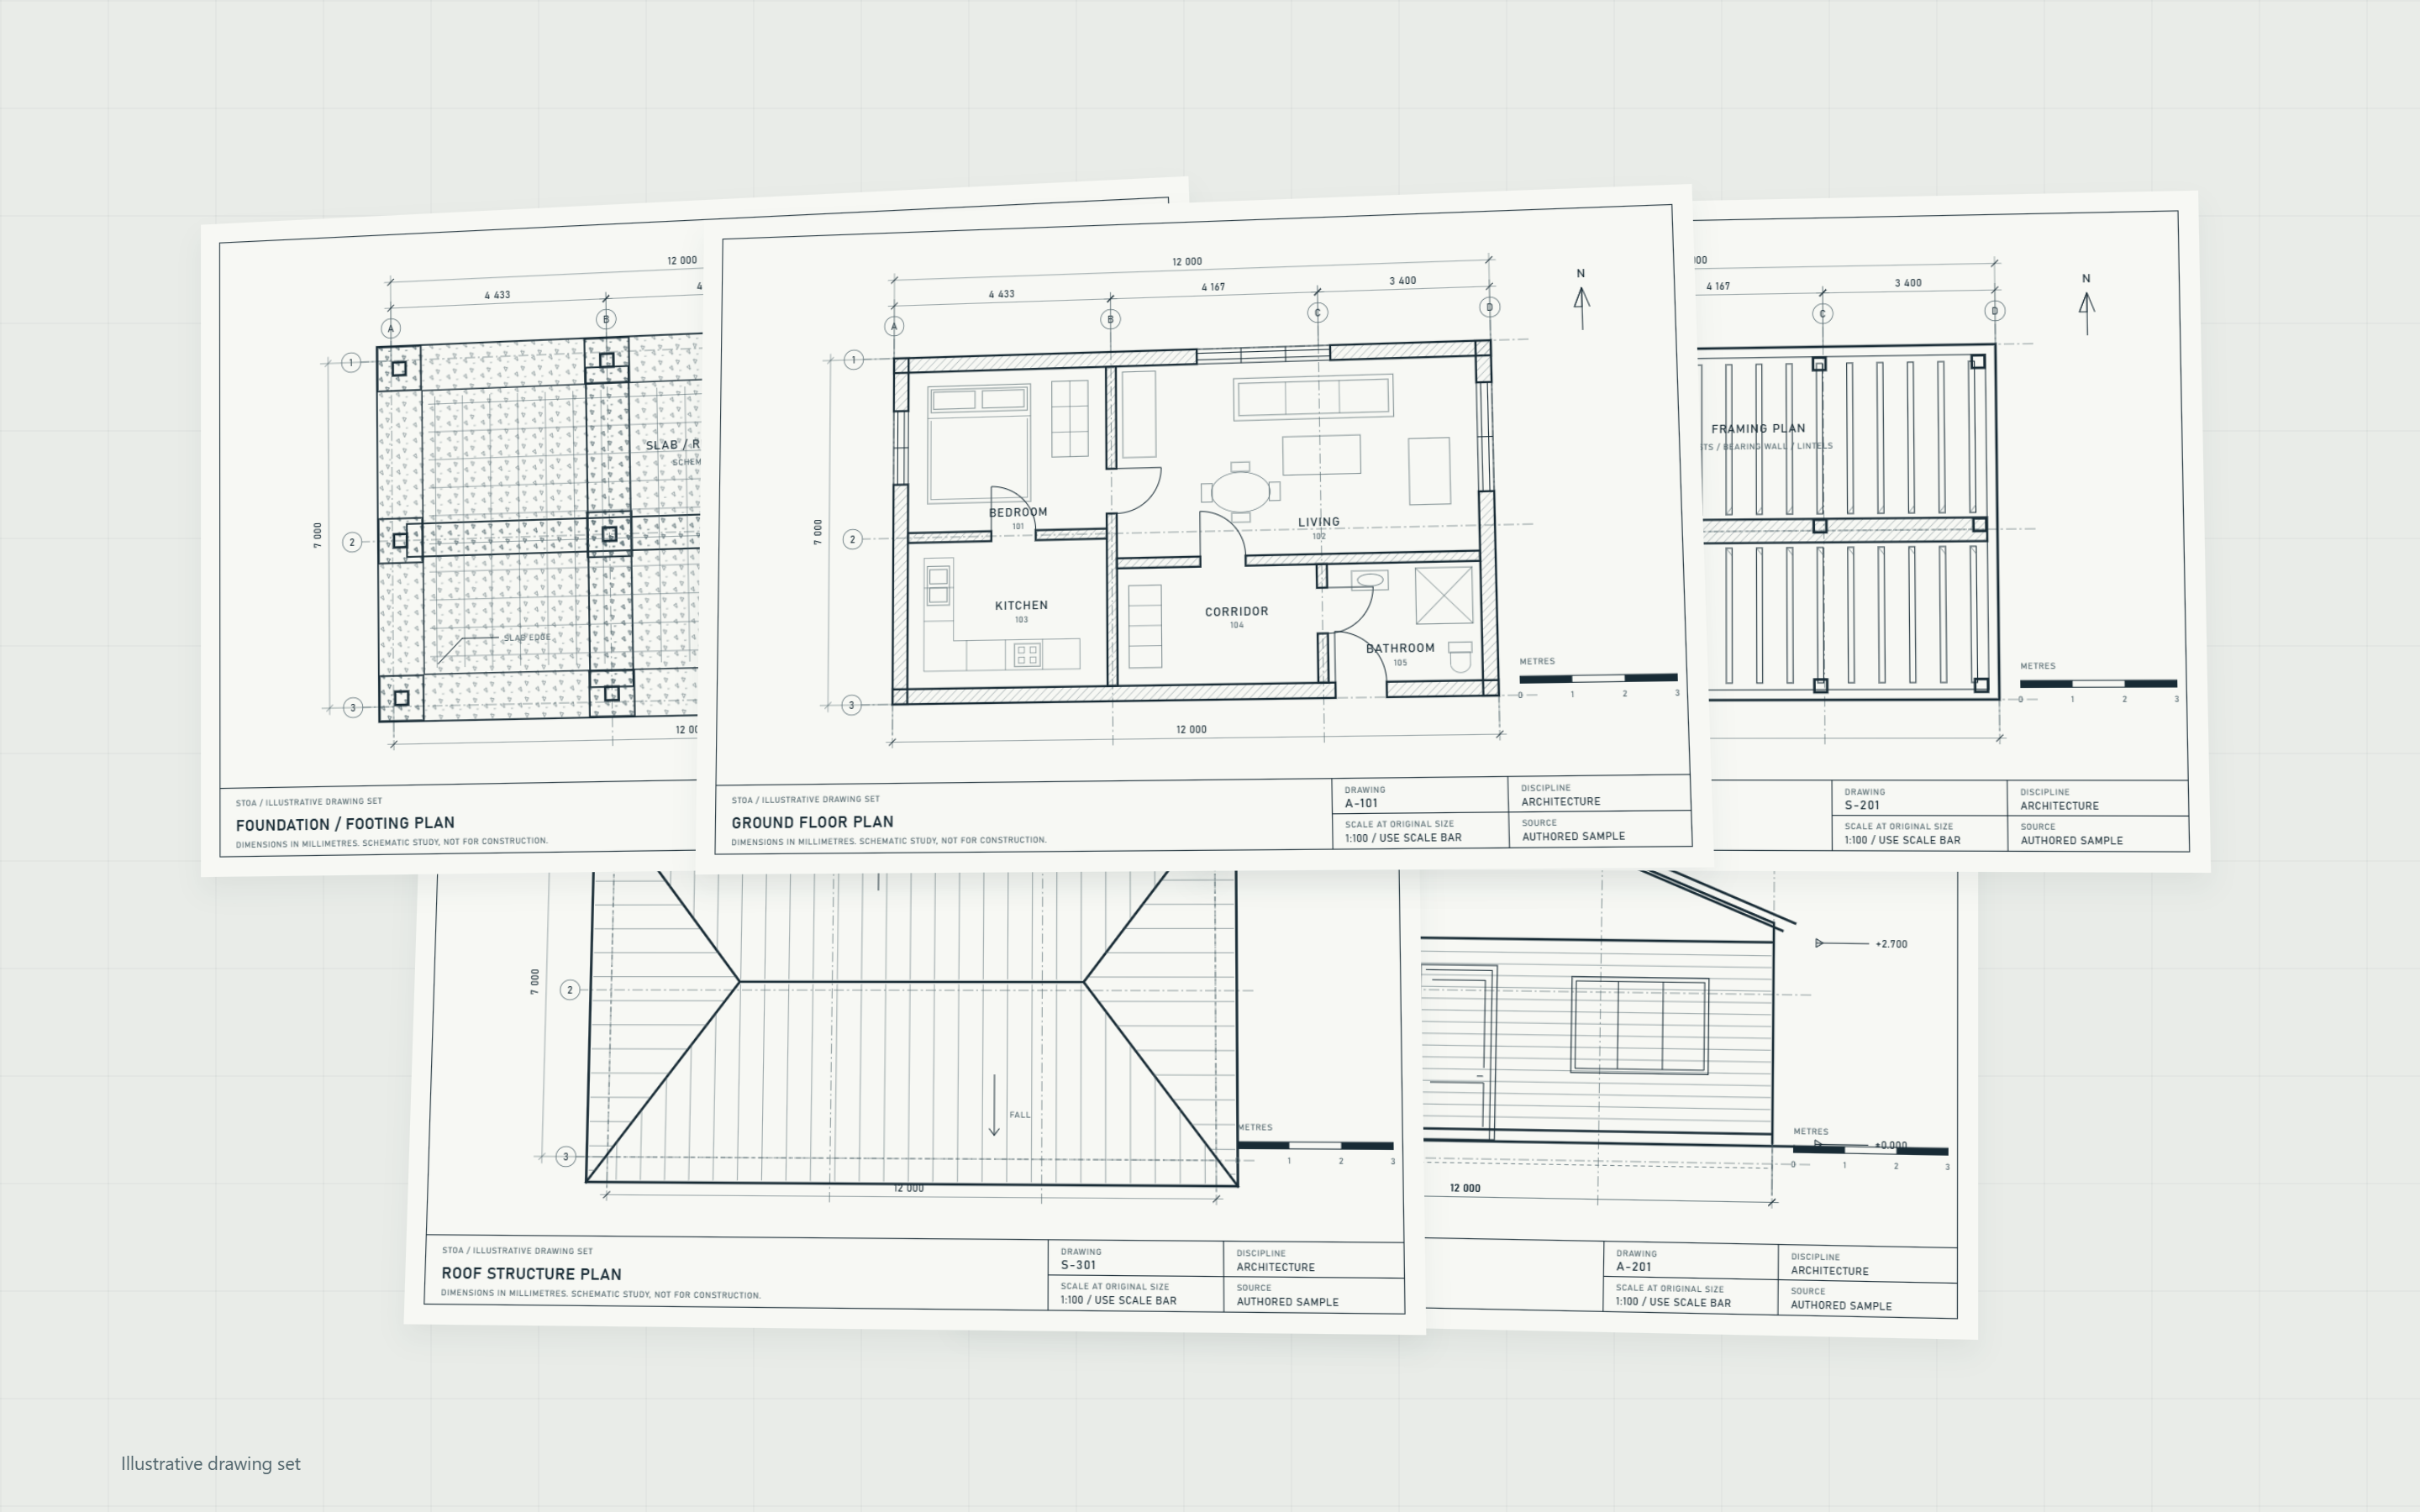 12 000
4 433
A
B
1
SLAB / R
2
7 000
SLAB EDGE
3
STOA / ILLUSTRATIVE DRAWING SET
FOUNDATION / FOOTING PLAN
DIMENSIONS IN MILLIMETRES. SCHEMATIC STUDY, NOT FOR CONSTRUCTION.
12 000
4 433
4 167
3 400
N
A
B
C
D
1
BEDROOM
101
LIVING
102
2
7 000
KITCHEN
103
CORRIDOR
104
BATHROOM
105
METRES
0 1 2 3
3
12 000
STOA / ILLUSTRATIVE DRAWING SET
GROUND FLOOR PLAN
DIMENSIONS IN MILLIMETRES. SCHEMATIC STUDY, NOT FOR CONSTRUCTION.
DRAWING
A-101
DISCIPLINE
ARCHITECTURE
SCALE AT ORIGINAL SIZE
1:100 / USE SCALE BAR
SOURCE
AUTHORED SAMPLE
4 167
3 400
N
C
D
FRAMING PLAN
/ BEARING WALL / LINTELS
METRES
0 1 2 3
DRAWING
S-201
DISCIPLINE
ARCHITECTURE
SCALE AT ORIGINAL SIZE
1:100 / USE SCALE BAR
SOURCE
AUTHORED SAMPLE
7 000
2
FALL
3
METRES
1 2 3
12 000
STOA / ILLUSTRATIVE DRAWING SET
ROOF STRUCTURE PLAN
DIMENSIONS IN MILLIMETRES. SCHEMATIC STUDY, NOT FOR CONSTRUCTION.
DRAWING
S-301
DISCIPLINE
ARCHITECTURE
SCALE AT ORIGINAL SIZE
1:100 / USE SCALE BAR
SOURCE
AUTHORED SAMPLE
+2.700
METRES
+0.000
0 1 2 3
12 000
DRAWING
A-201
DISCIPLINE
ARCHITECTURE
SCALE AT ORIGINAL SIZE
1:100 / USE SCALE BAR
SOURCE
AUTHORED SAMPLE
Illustrative drawing set